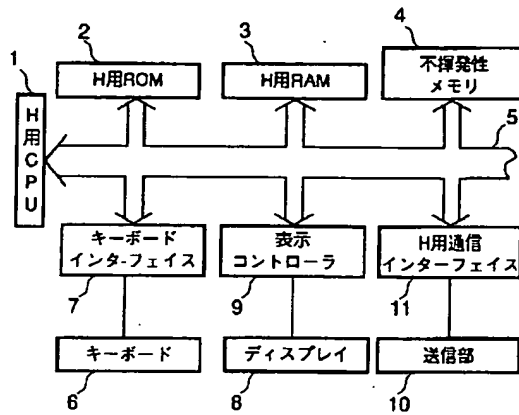 2
3
4
1
H用ROM
H用RAM
不揮発性
メモリ
5
H用CPU
キーボード
インターフェイス
表示
コントローラ
H用通信
インターフェイス
7
9
11
キーボード
ディスプレイ
送信部
6
8
10